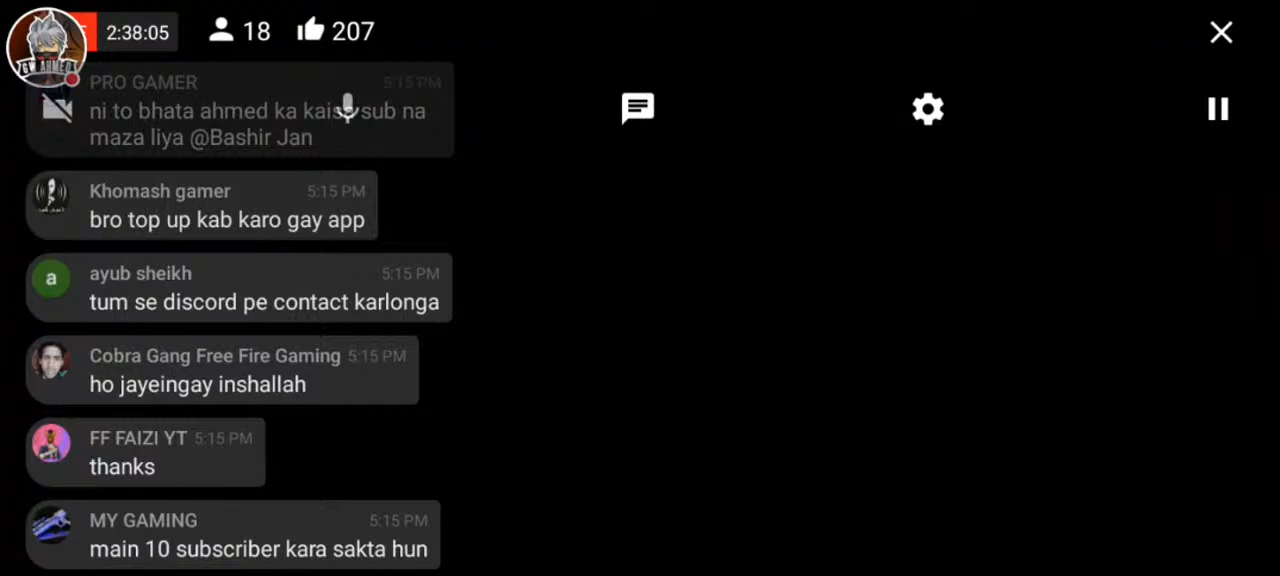 2:38:05 18 207
PRO GAMER 5:15 PM
ni to bhata ahmed ka kaise sub na
maza liya @Bashir Jan
Khomash gamer 5:15 PM
bro top up kab karo gay app
a ayub sheikh 5:15 PM
tum se discord pe contact karlonga
Cobra Gang Free Fire Gaming 5:15 PM
ho jayeingay inshallah
FF FAIZI YT 5:15 PM
thanks
MY GAMING 5:15 PM
main 10 subscriber kara sakta hun